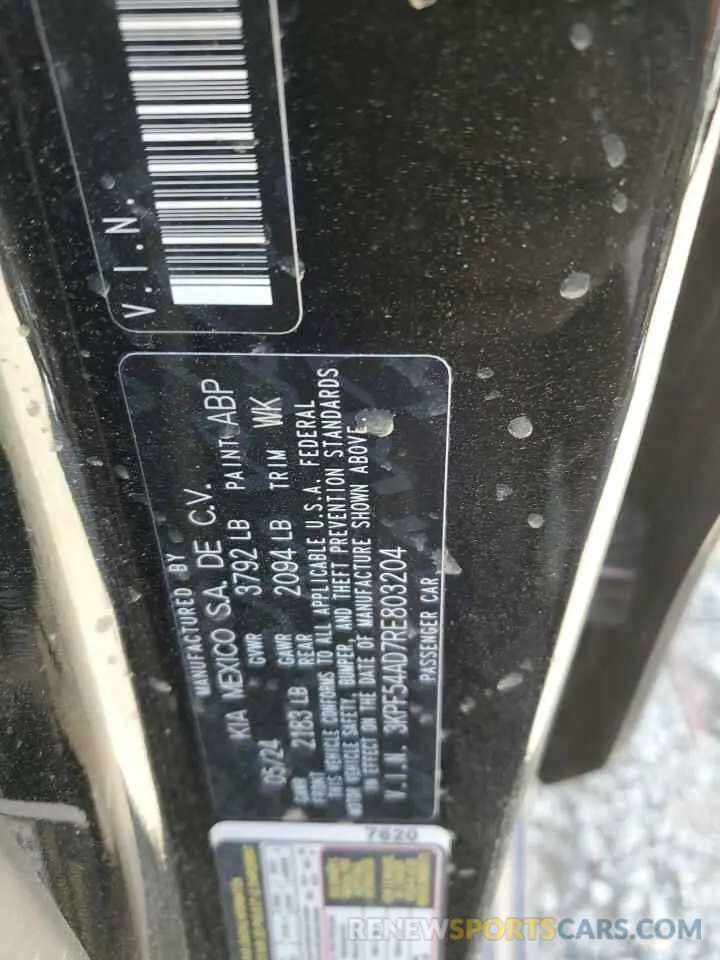 V.I.N.
MANUFACTURED BY
KIA MEXICO S.A. DE C.V.
05/24 GVWR 3792 LB PAINT ABP
GAWR FRONT 2183 LB GAWR REAR 2094 LB TRIM WK
THIS VEHICLE CONFORMS TO ALL APPLICABLE U.S.A. FEDERAL
MOTOR VEHICLE SAFETY, BUMPER, AND THEFT PREVENTION STANDARDS
IN EFFECT ON THE DATE OF MANUFACTURE SHOWN ABOVE.
V.I.N. 3KPF54AD7RE803204
PASSENGER CAR
7620
RENEWSPORTSCARS.COM